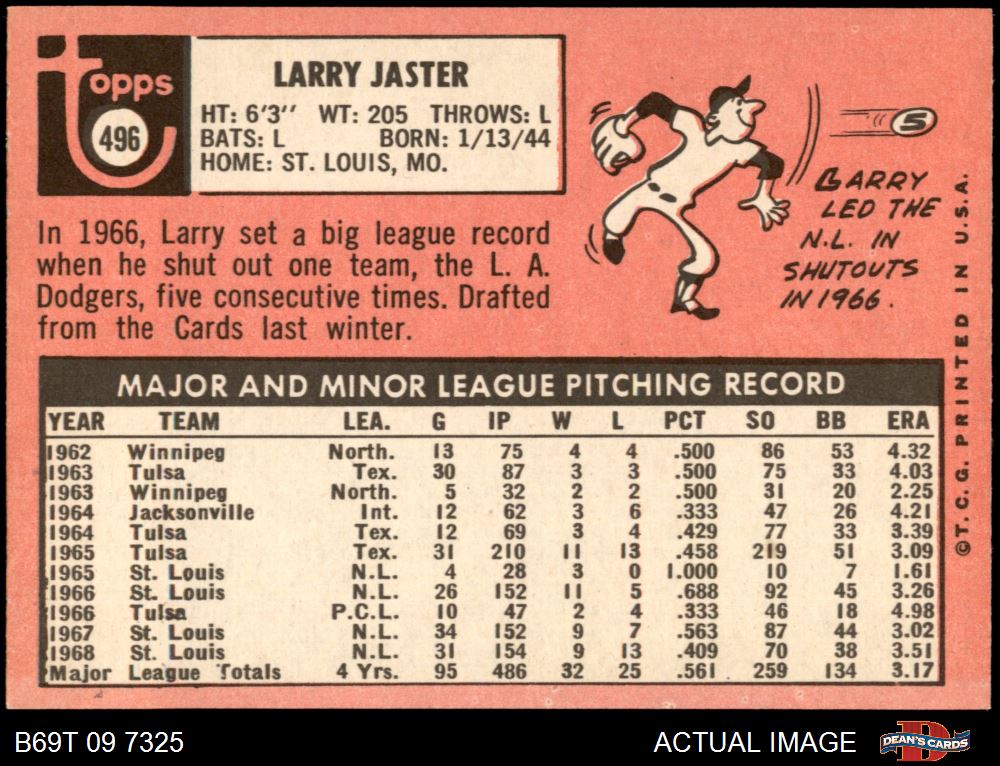 Topps
496
LARRY JASTER
HT: 6'3" WT: 205 THROWS: L
BATS: L BORN: 1/13/44
HOME: ST. LOUIS, MO.
In 1966, Larry set a big league record
when he shut out one team, the L. A.
Dodgers, five consecutive times. Drafted
from the Cards last winter.
5
LARRY
LED THE
N.L. IN
SHUTOUTS
IN 1966.
©T. C. G. PRINTED IN U.S.A.
MAJOR AND MINOR LEAGUE PITCHING RECORD
YEAR TEAM LEA. G IP W L PCT SO BB ERA
1962 Winnipeg North. 13 75 4 4 .500 86 53 4.32
1963 Tulsa Tex. 30 87 3 3 .500 75 33 4.03
1963 Winnipeg North. 5 32 2 2 .500 31 20 2.25
1964 Jacksonville Int. 12 62 3 6 .333 47 26 4.21
1964 Tulsa Tex. 12 69 3 4 .429 77 33 3.39
1965 Tulsa Tex. 31 210 11 13 .458 219 51 3.09
1965 St. Louis N.L. 4 28 3 0 1.000 10 7 1.61
1966 St. Louis N.L. 26 152 11 5 .688 92 45 3.26
1966 Tulsa P.C.L. 10 47 2 4 .333 46 18 4.98
1967 St. Louis N.L. 34 152 9 7 .563 87 44 3.02
1968 St. Louis N.L. 31 154 9 13 .409 70 38 3.51
Major League Totals 4 Yrs. 95 486 32 25 .561 259 134 3.17
B69T 09 7325
ACTUAL IMAGE
D
DEAN'S CARDS